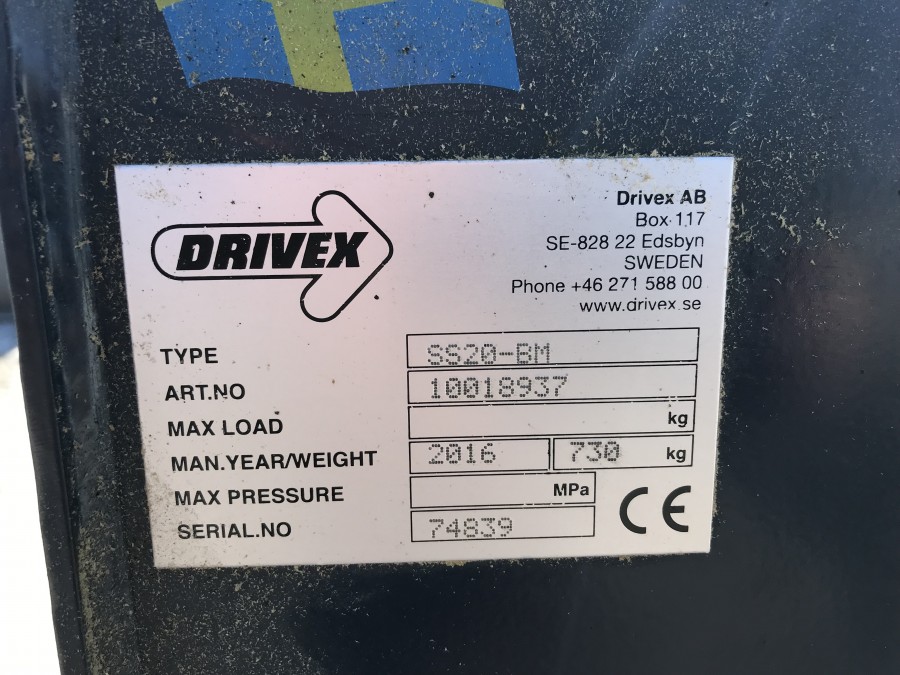 DRIVEX
Drivex AB
Box 117
SE-828 22 Edsbyn
SWEDEN
Phone +46 271 588 00
www.drivex.se
TYPE SS20-BM
ART.NO 10018937
MAX LOAD kg
MAN.YEAR/WEIGHT 2016 730 kg
MAX PRESSURE MPa
SERIAL.NO 74839
CE